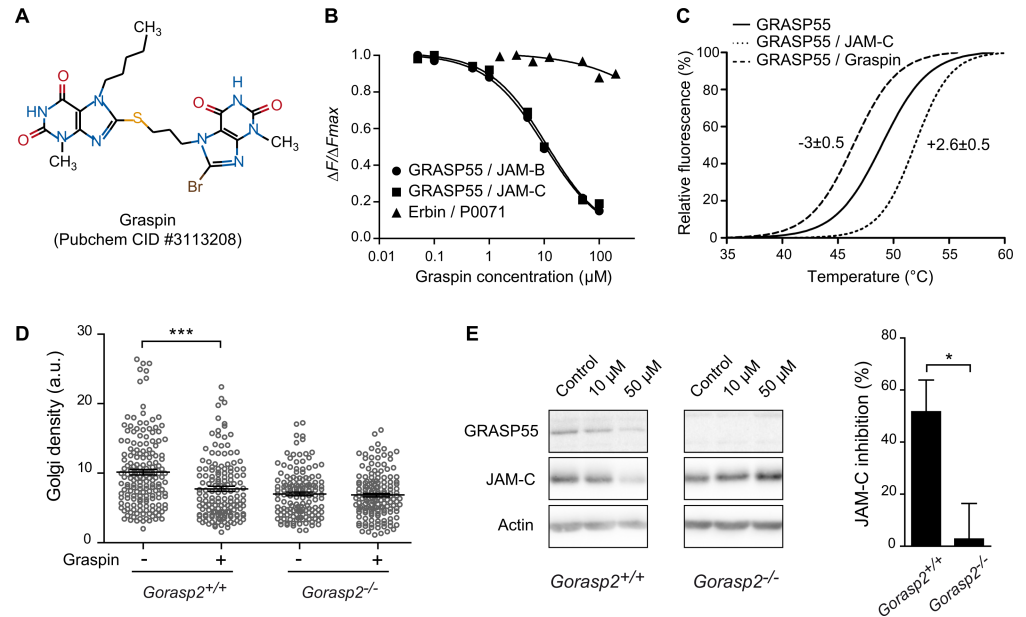 A
CH₃
O
HN
N
O
N
CH₃
N
S
O
HN
O
N
CH₃
N
N
Br
Graspin
(Pubchem CID #3113208)
B
ΔF/ΔFmax
1.0
0.8
0.6
0.4
0.2
0.0
GRASP55 / JAM-B
GRASP55 / JAM-C
Erbin / P0071
0.01
0.1
1
10
100
Graspin concentration (µM)
C
GRASP55
GRASP55 / JAM-C
GRASP55 / Graspin
Relative fluorescence (%)
100
80
60
40
20
0
-3±0.5
+2.6±0.5
35
40
45
50
55
60
Temperature (°C)
D
Golgi density (a.u.)
30
20
10
0
***
Graspin
-
+
-
+
Gorasp2+/+
Gorasp2-/-
E
Control
10 µM
50 µM
Control
10 µM
50 µM
GRASP55
JAM-C
Actin
Gorasp2+/+
Gorasp2-/-
JAM-C inhibition (%)
80
60
40
20
0
*
Gorasp2+/+
Gorasp2-/-